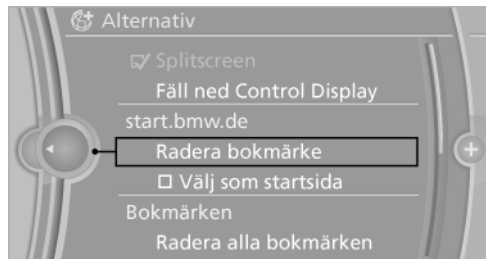 Alternativ
Splitscreen
Fäll ned Control Display
start.bmw.de
Radera bokmärke
Välj som startsida
Bokmärken
Radera alla bokmärken